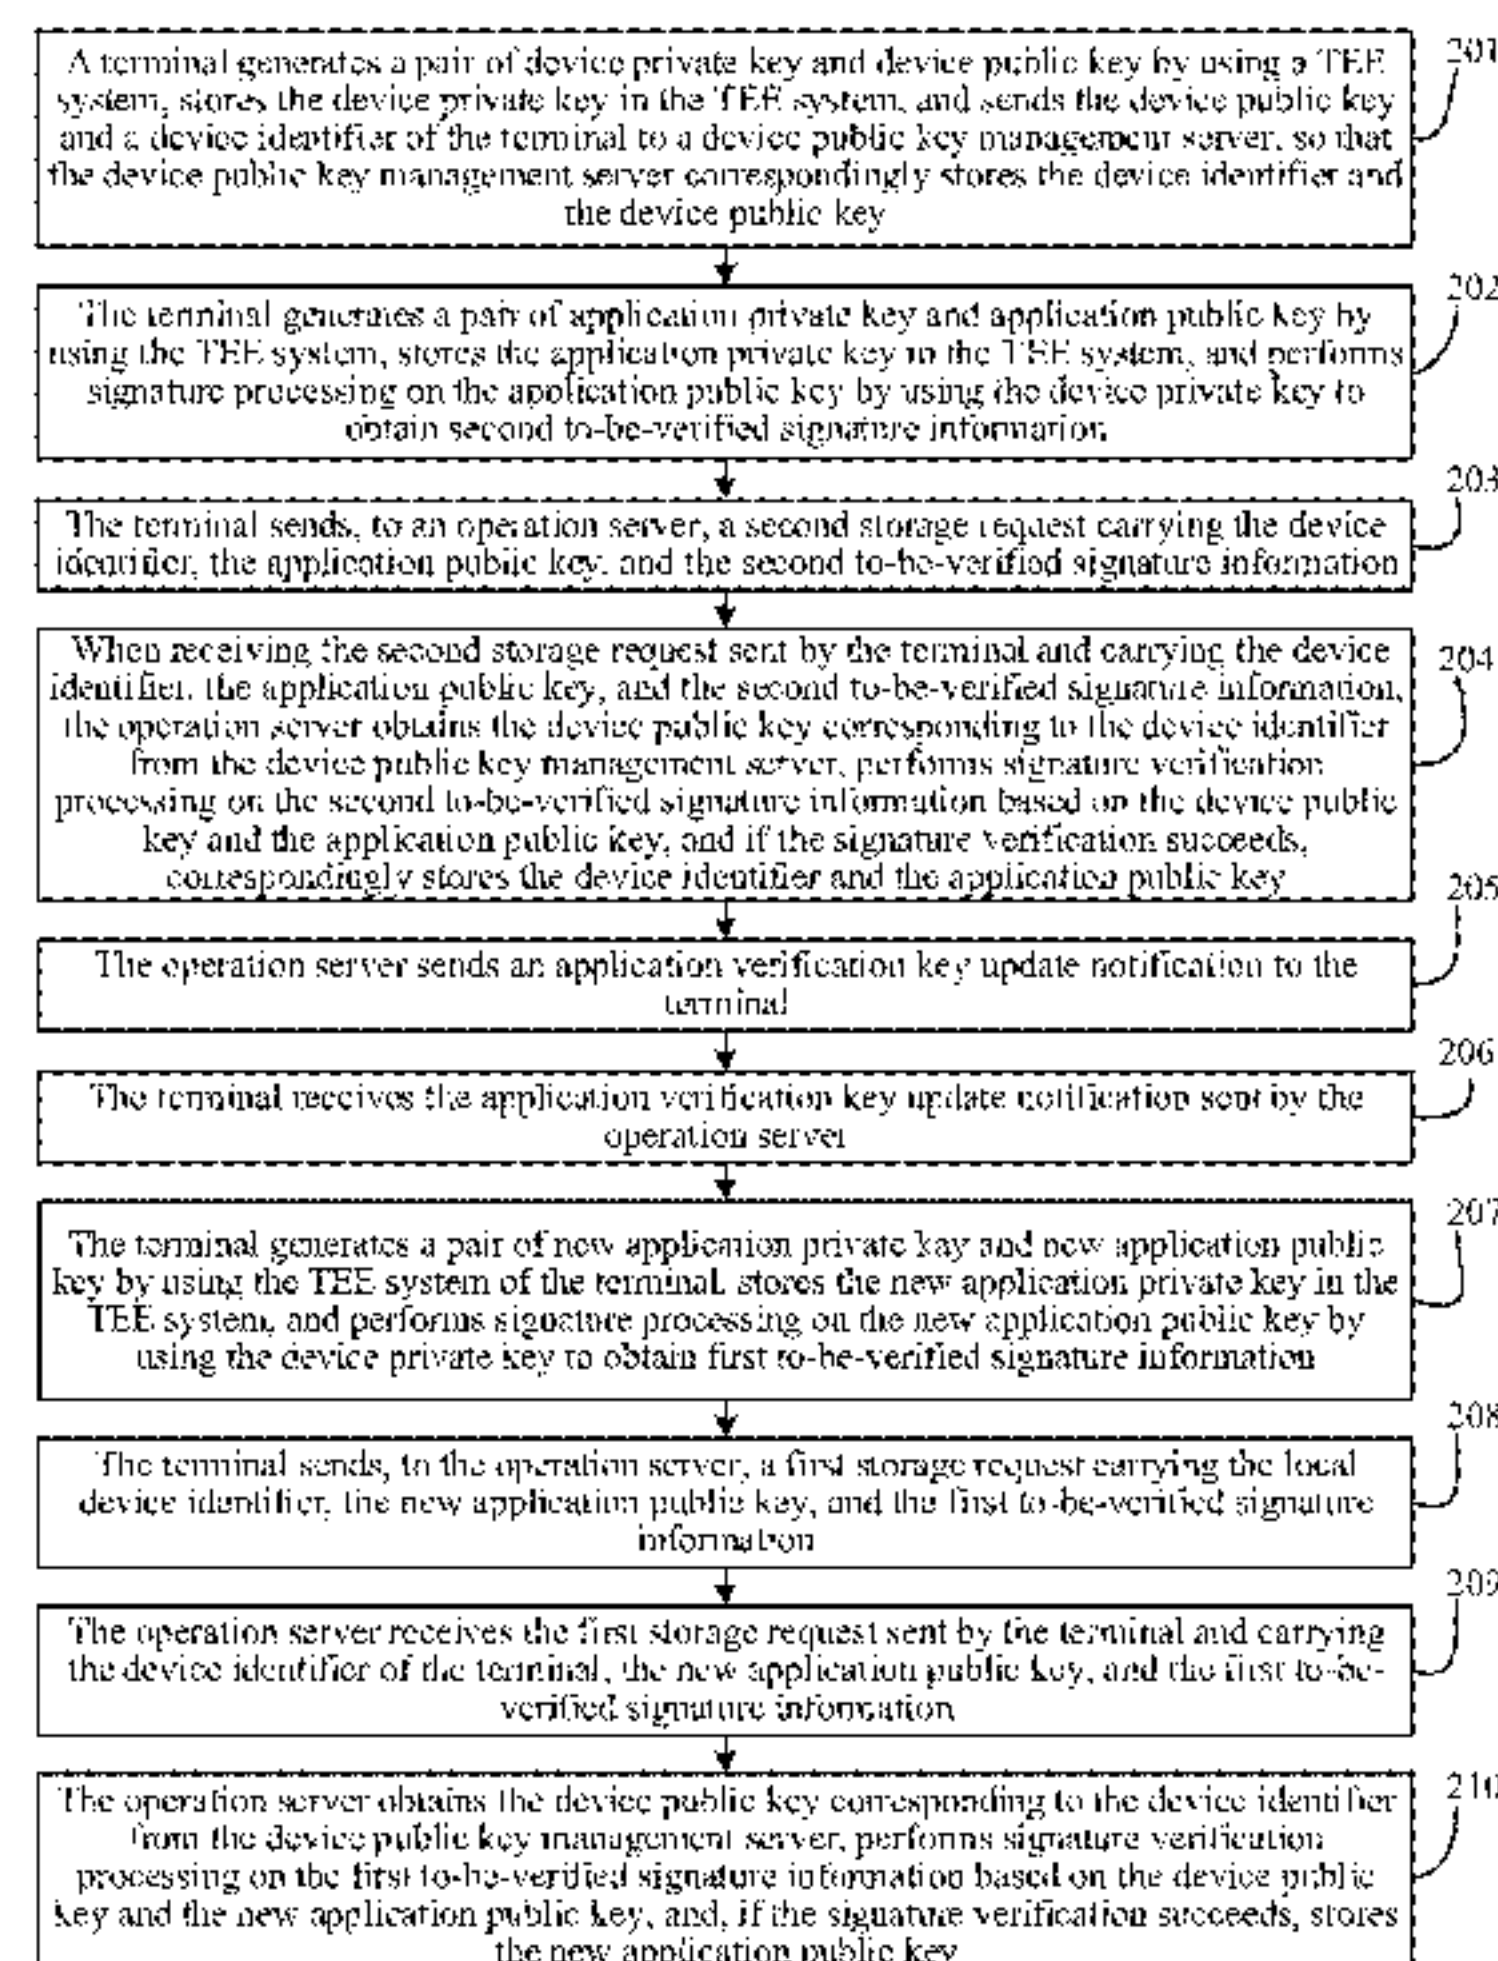 201
A terminal generates a pair of device private key and device public key by using a TEE
system, stores the device private key in the TEE system, and sends the device public key
and a device identifier of the terminal to a device public key management server, so that
the device public key management server correspondingly stores the device identifier and
the device public key
202
The terminal generates a pair of application private key and application public key by
using the TEE system, stores the application private key in the TEE system, and performs
signature processing on the application public key by using the device private key to
obtain second to-be-verified signature information
203
The terminal sends, to an operation server, a second storage request carrying the device
identifier, the application public key, and the second to-be-verified signature information
204
When receiving the second storage request sent by the terminal and carrying the device
identifier, the application public key, and the second to-be-verified signature information,
the operation server obtains the device public key corresponding to the device identifier
from the device public key management server, performs signature verification
processing on the second to-be-verified signature information based on the device public
key and the application public key, and if the signature verification succeeds,
correspondingly stores the device identifier and the application public key
205
The operation server sends an application verification key update notification to the
terminal
206
The terminal receives the application verification key update notification sent by the
operation server
207
The terminal generates a pair of new application private kay and new application public
key by using the TEE system of the terminal, stores the new application private key in the
TEE system, and performs signature processing on the new application public key by
using the device private key to obtain first to-be-verified signature information
208
The terminal sends, to the operation server, a first storage request carrying the local
device identifier, the new application public key, and the first to-be-verified signature
information
209
The operation server receives the first storage request sent by the terminal and carrying
the device identifier of the terminal, the new application public key, and the first to-be-
verified signature information
210
The operation server obtains the device public key corresponding to the device identifier
from the device public key management server, performs signature verification
processing on the first to-be-verified signature information based on the device public
key and the new application public key, and, if the signature verification succeeds, stores
the new application public key